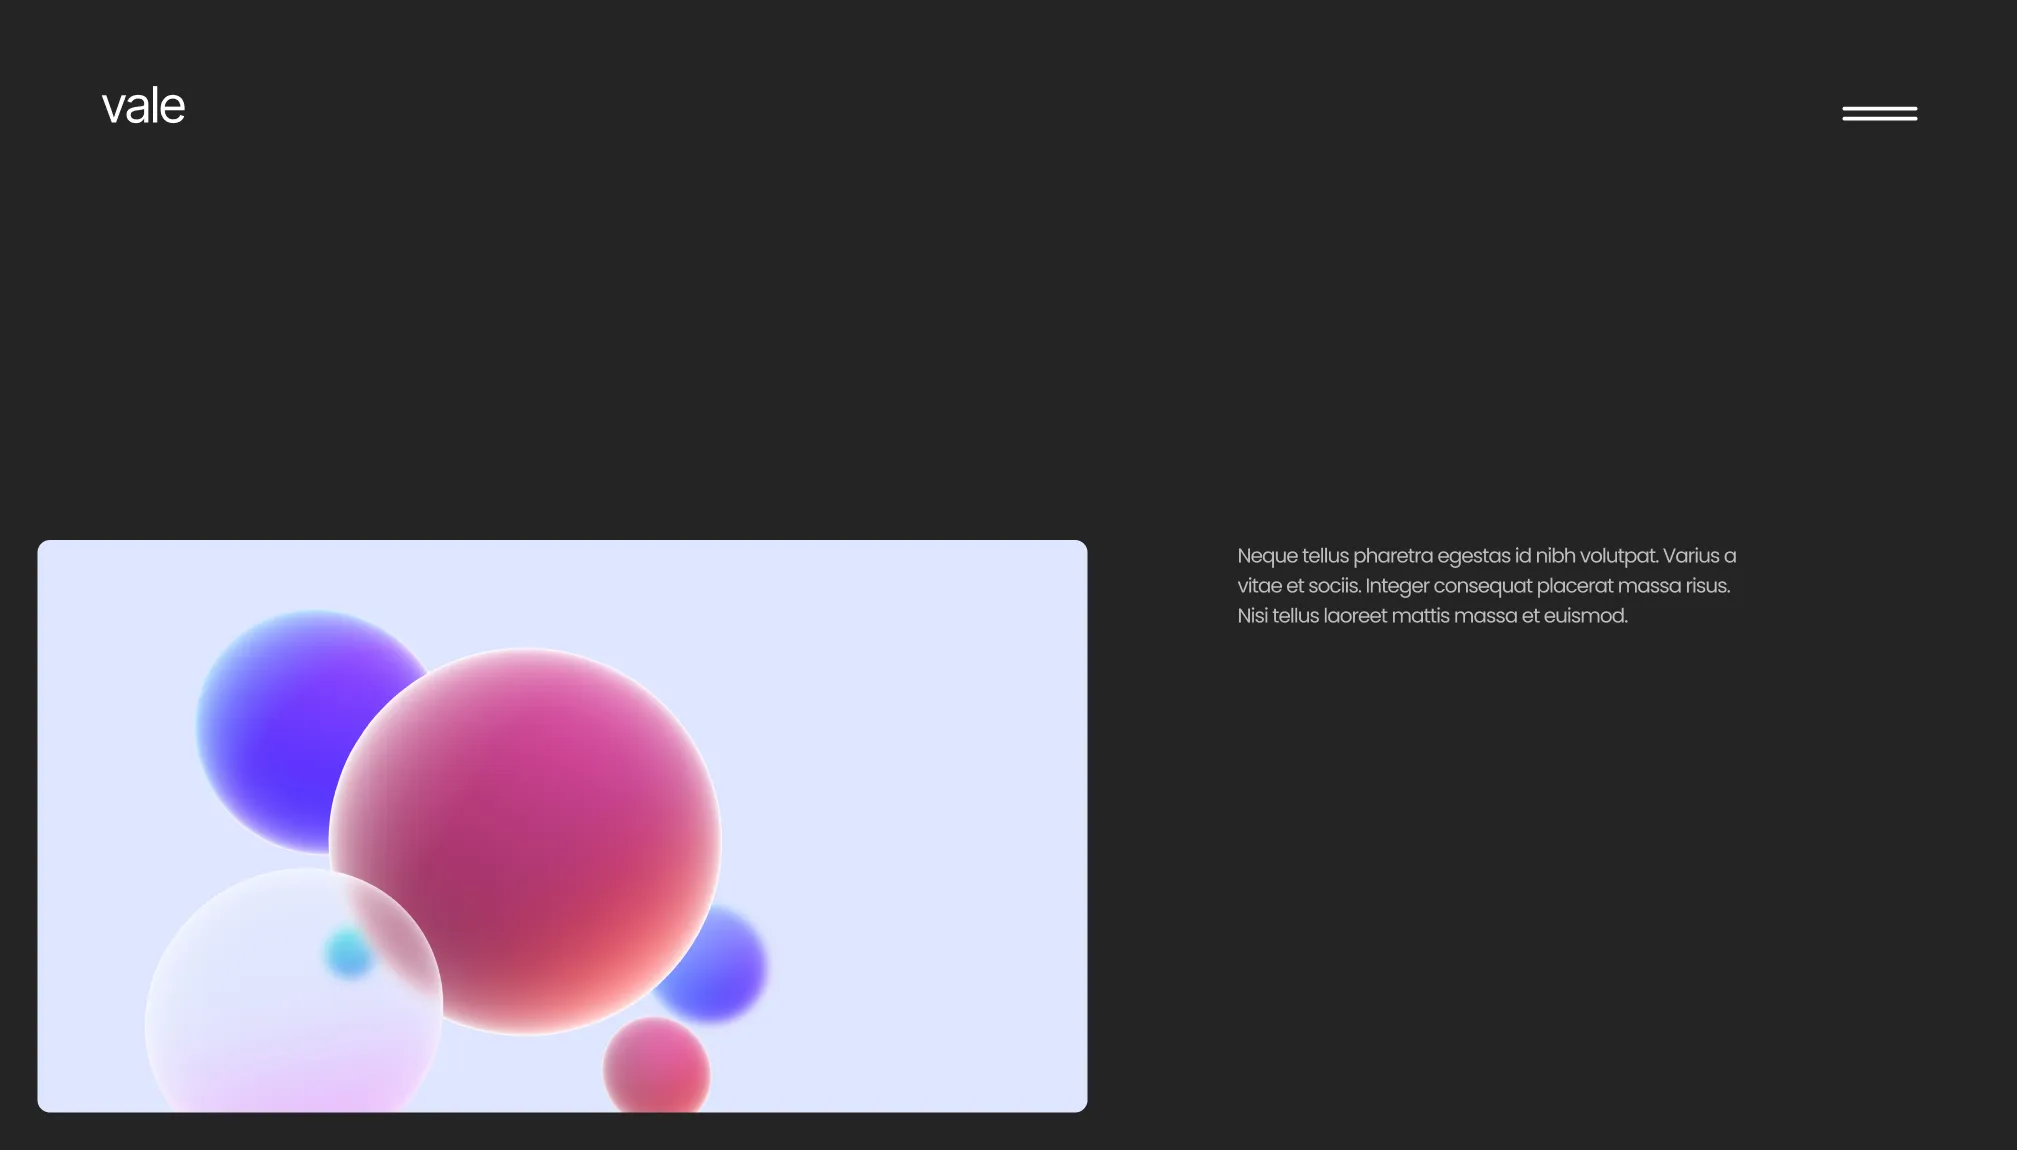 vale
Neque tellus pharetra egestas id nibh volutpat. Varius a
vitae et sociis. Integer consequat placerat massa risus.
Nisi tellus laoreet mattis massa et euismod.